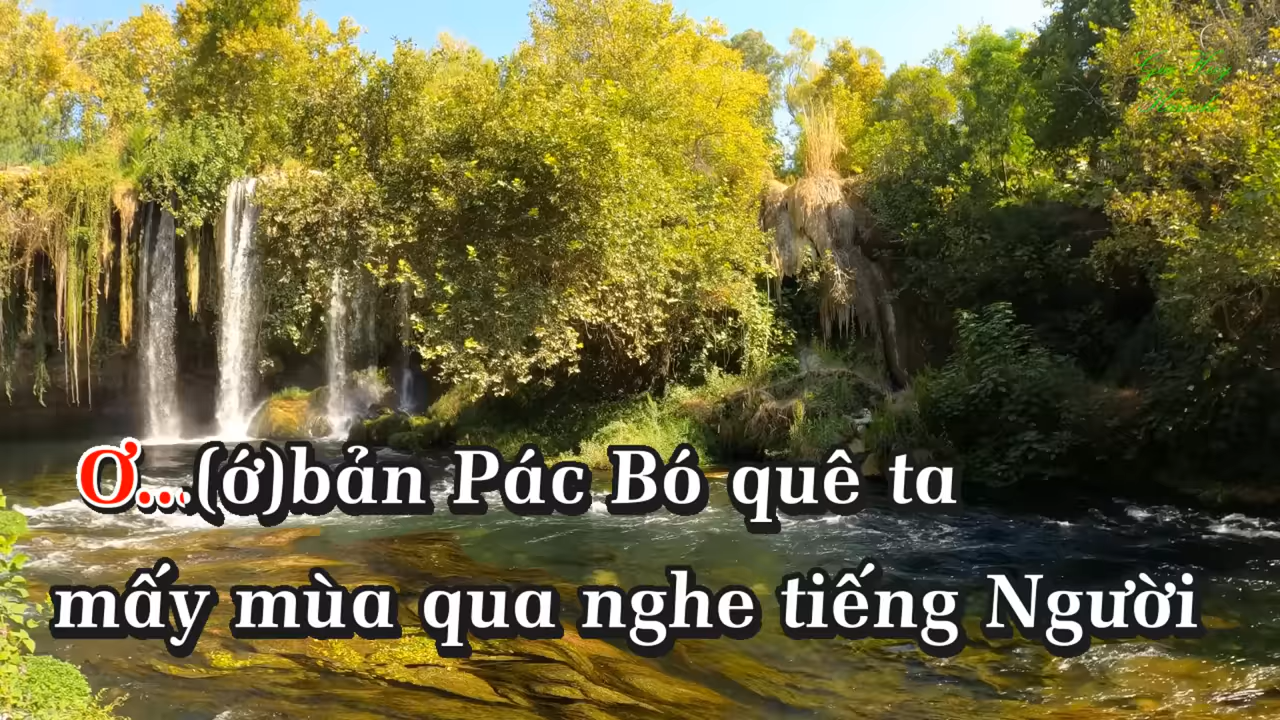 Ơ...(ớ)bản Pác Bó quê ta
mấy mùa qua nghe tiếng Người